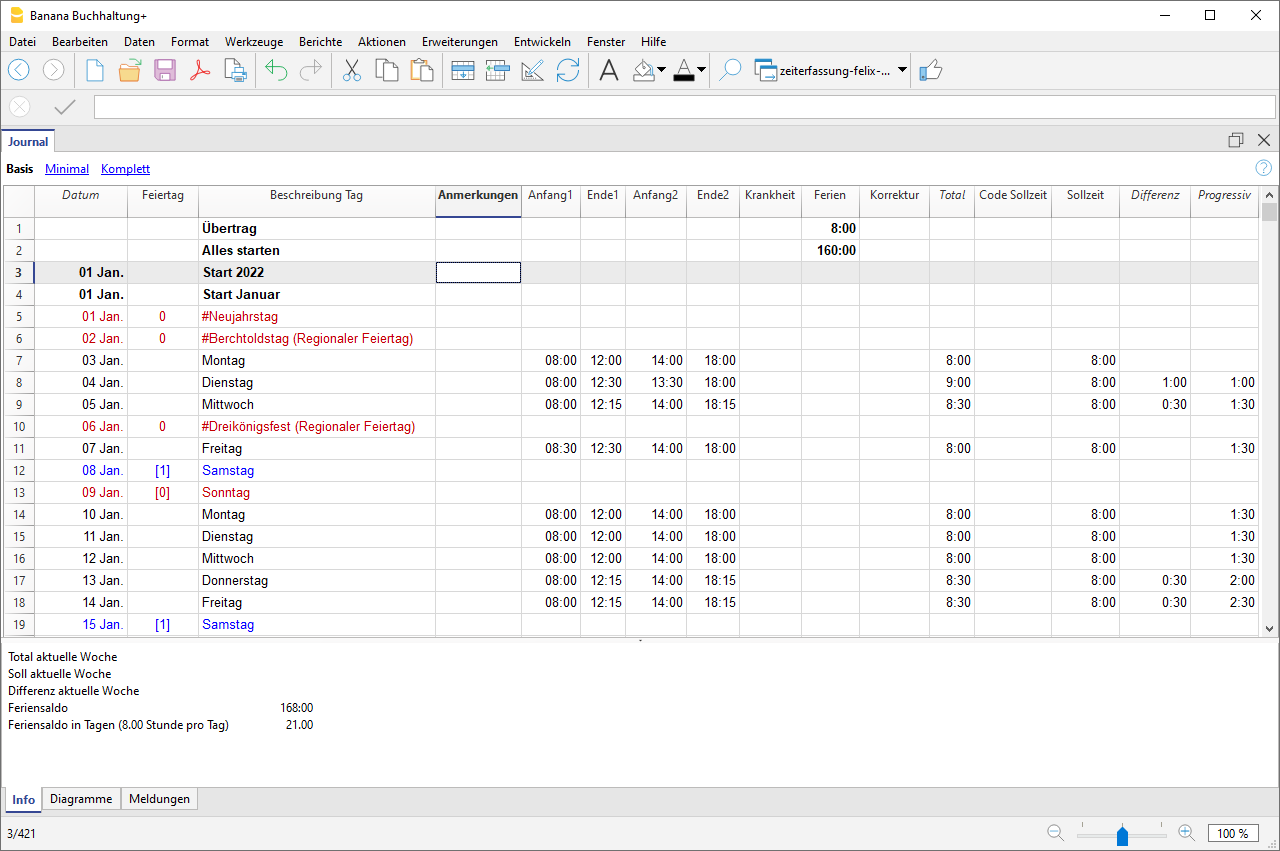 Banana Buchhaltung+
Datei Bearbeiten Daten Format Werkzeuge Berichte Aktionen Erweiterungen Entwickeln Fenster Hilfe
zeiterfassung-felix-...
Journal
Basis Minimal Komplett
Datum Feiertag Beschreibung Tag Anmerkungen Anfang1 Ende1 Anfang2 Ende2 Krankheit Ferien Korrektur Total Code Sollzeit Sollzeit Differenz Progressiv
1 Übertrag 8:00
2 Alles starten 160:00
3 01 Jan. Start 2022
4 01 Jan. Start Januar
5 01 Jan. 0 #Neujahrstag
6 02 Jan. 0 #Berchtoldstag (Regionaler Feiertag)
7 03 Jan. Montag 08:00 12:00 14:00 18:00 8:00 8:00
8 04 Jan. Dienstag 08:00 12:30 13:30 18:00 9:00 8:00 1:00 1:00
9 05 Jan. Mittwoch 08:00 12:15 14:00 18:15 8:30 8:00 0:30 1:30
10 06 Jan. 0 #Dreikönigsfest (Regionaler Feiertag)
11 07 Jan. Freitag 08:30 12:30 14:00 18:00 8:00 8:00 1:30
12 08 Jan. [1] Samstag
13 09 Jan. [0] Sonntag
14 10 Jan. Montag 08:00 12:00 14:00 18:00 8:00 8:00 1:30
15 11 Jan. Dienstag 08:00 12:00 14:00 18:00 8:00 8:00 1:30
16 12 Jan. Mittwoch 08:00 12:00 14:00 18:00 8:00 8:00 1:30
17 13 Jan. Donnerstag 08:00 12:15 14:00 18:15 8:30 8:00 0:30 2:00
18 14 Jan. Freitag 08:00 12:15 14:00 18:15 8:30 8:00 0:30 2:30
19 15 Jan. [1] Samstag
Total aktuelle Woche
Soll aktuelle Woche
Differenz aktuelle Woche
Feriensaldo 168:00
Feriensaldo in Tagen (8.00 Stunde pro Tag) 21.00
Info Diagramme Meldungen
3/421 100 %